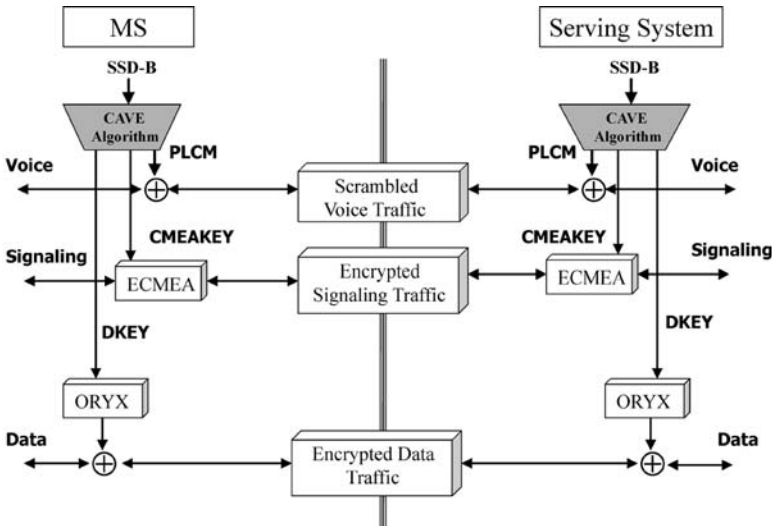 MS
Serving System
SSD-B
SSD-B
CAVE
Algorithm
CAVE
Algorithm
PLCM
PLCM
Voice
Voice
Scrambled
Voice Traffic
CMEAKEY
CMEAKEY
Signaling
Signaling
ECMEA
Encrypted
Signaling Traffic
ECMEA
DKEY
DKEY
ORYX
ORYX
Data
Data
Encrypted Data
Traffic